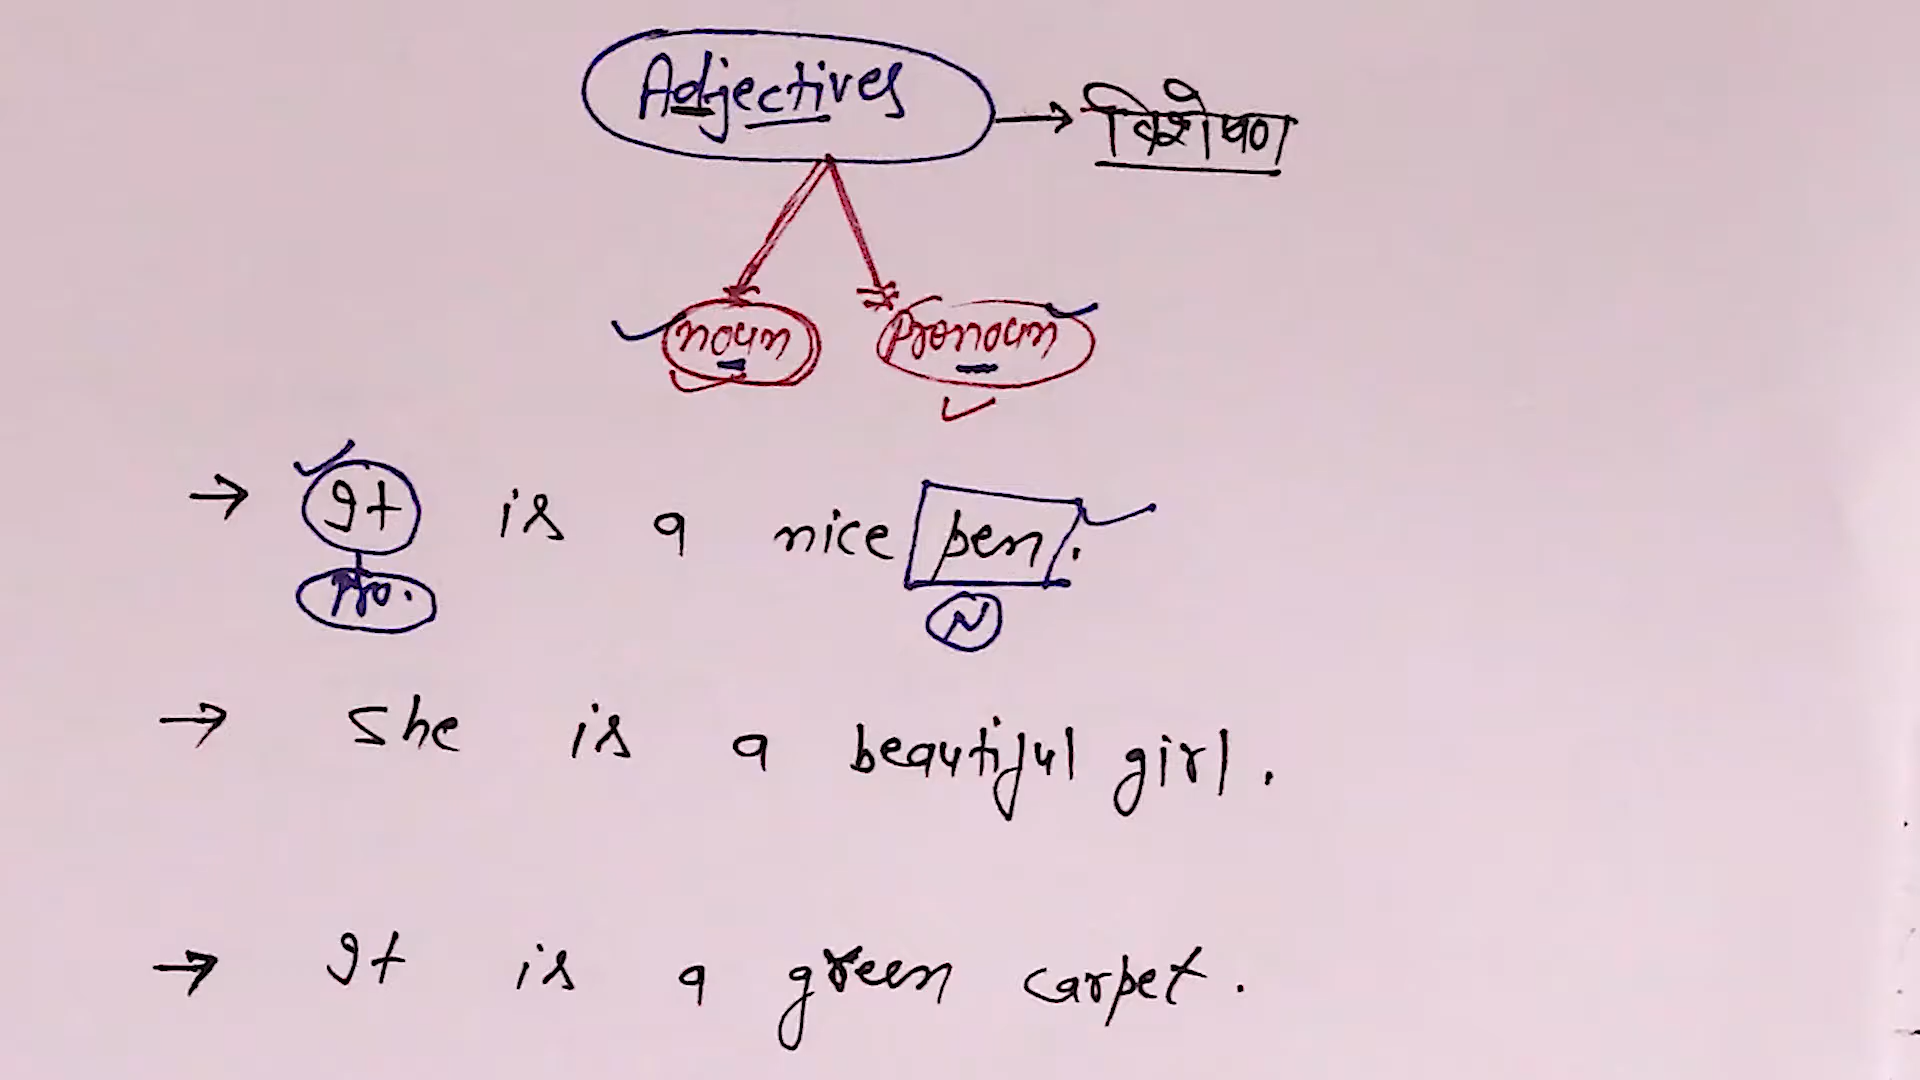 Adjectives → विशेषण
noun Pronoun
→ It is a nice pen.
Pro. N
→ She is a beautiful girl.
→ It is a green carpet.